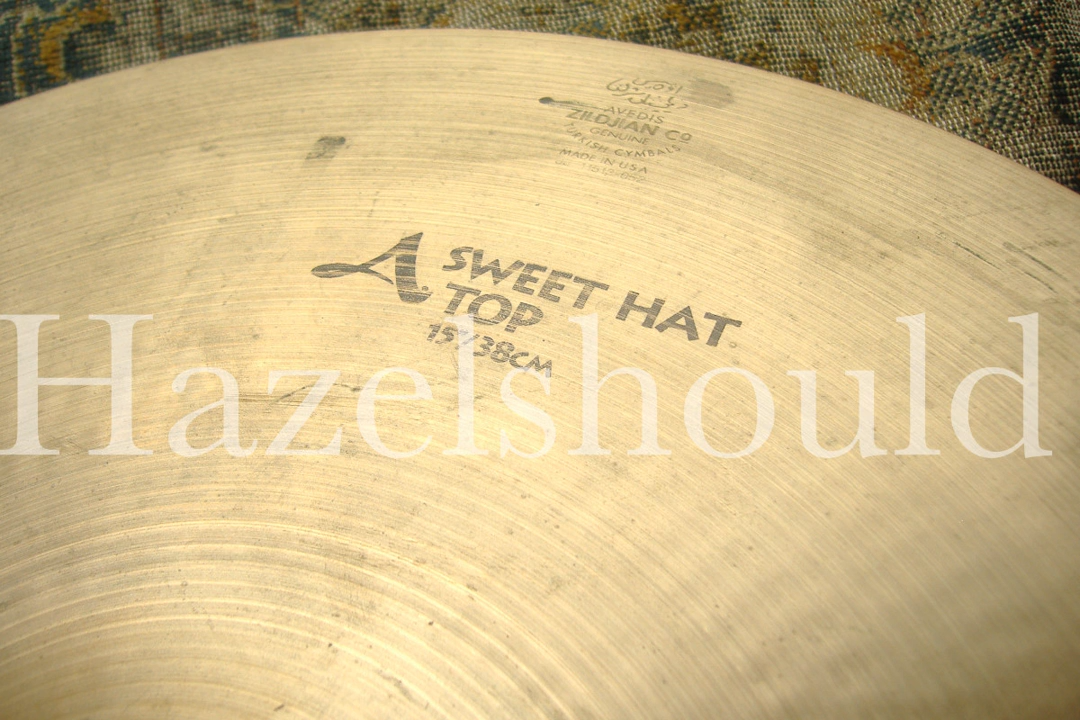 AVEDIS
ZILDJIAN CO
GENUINE
TURKISH CYMBALS
MADE IN USA
A SWEET HAT
TOP
15"/38CM
Hazelshould